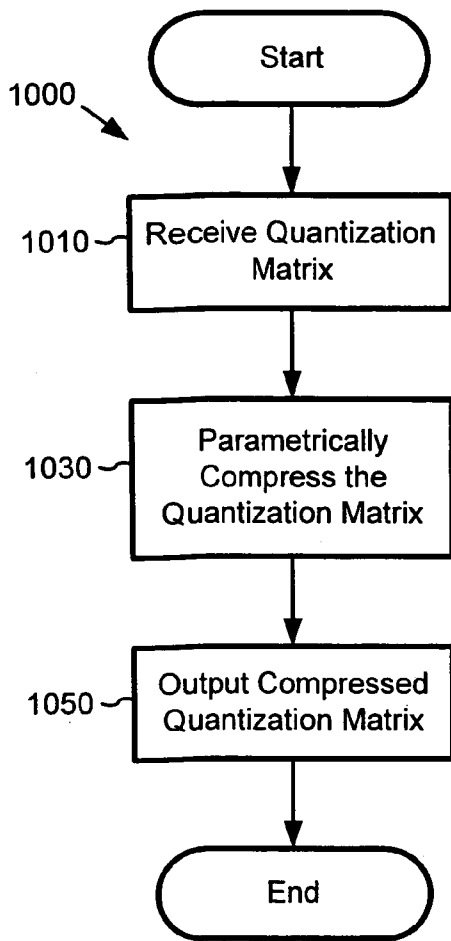 Start
1000
1010
Receive Quantization
Matrix
1030
Parametrically
Compress the
Quantization Matrix
1050
Output Compressed
Quantization Matrix
End